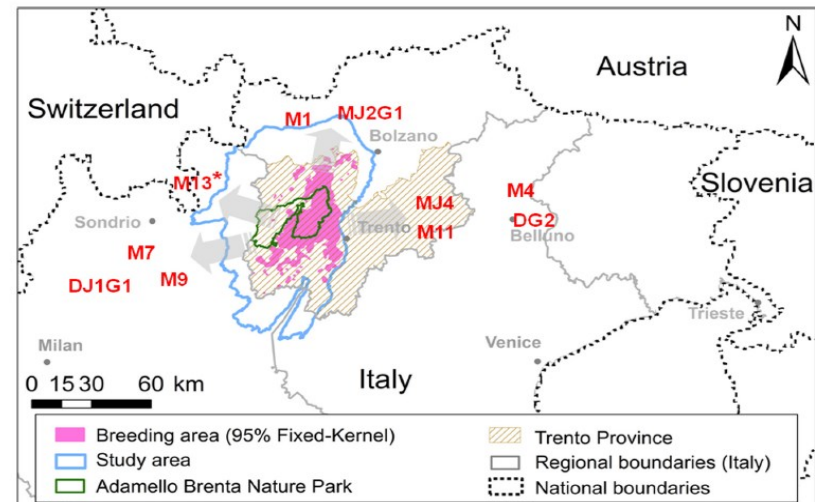 N
Austria
Switzerland
M1
MJ2G1
Bolzano
M13*
Slovenia
M4
MJ4
Sondrio
DG2
Trento
M11
Belluno
M7
M9
DJ1G1
Trieste
Milan
Venice
Italy
0 15 30 60 km
Breeding area (95% Fixed-Kernel)
Study area
Adamello Brenta Nature Park
Trento Province
Regional boundaries (Italy)
National boundaries